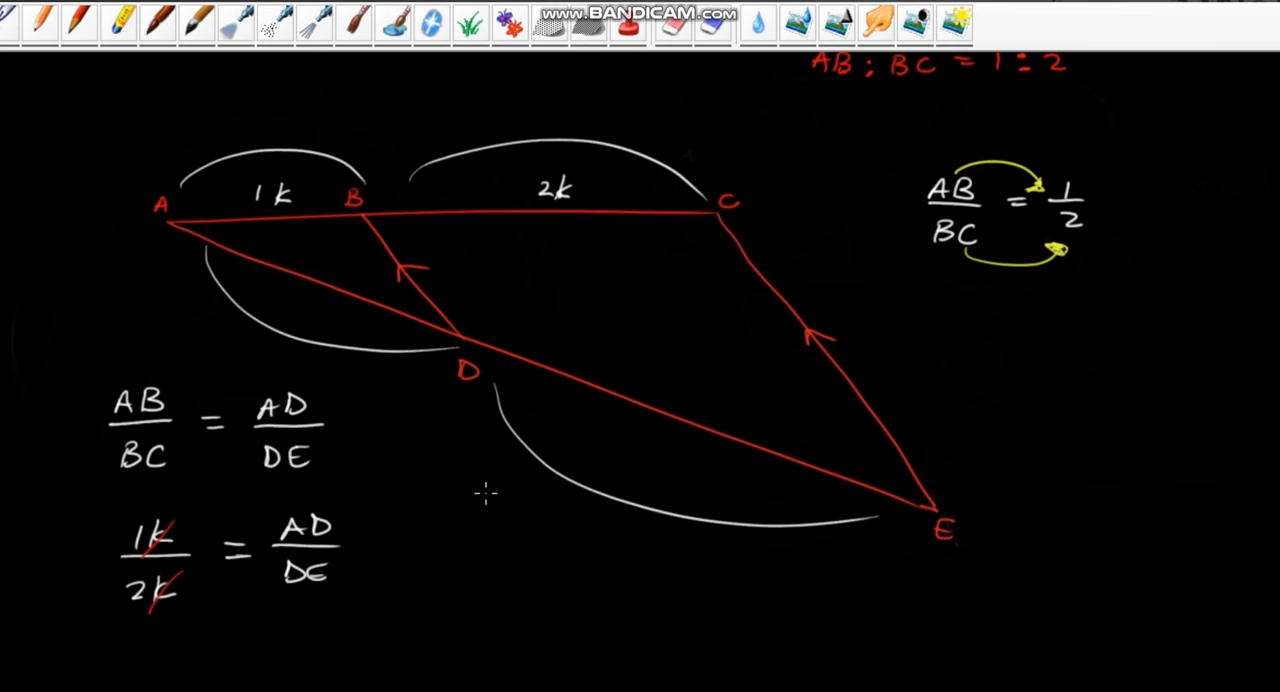 www.BANDICAM.com
AB : BC = 1 : 2
1k
2k
A
B
C
AB/BC = 1/2
D
E
AB/BC = AD/DE
1k/2k = AD/DE